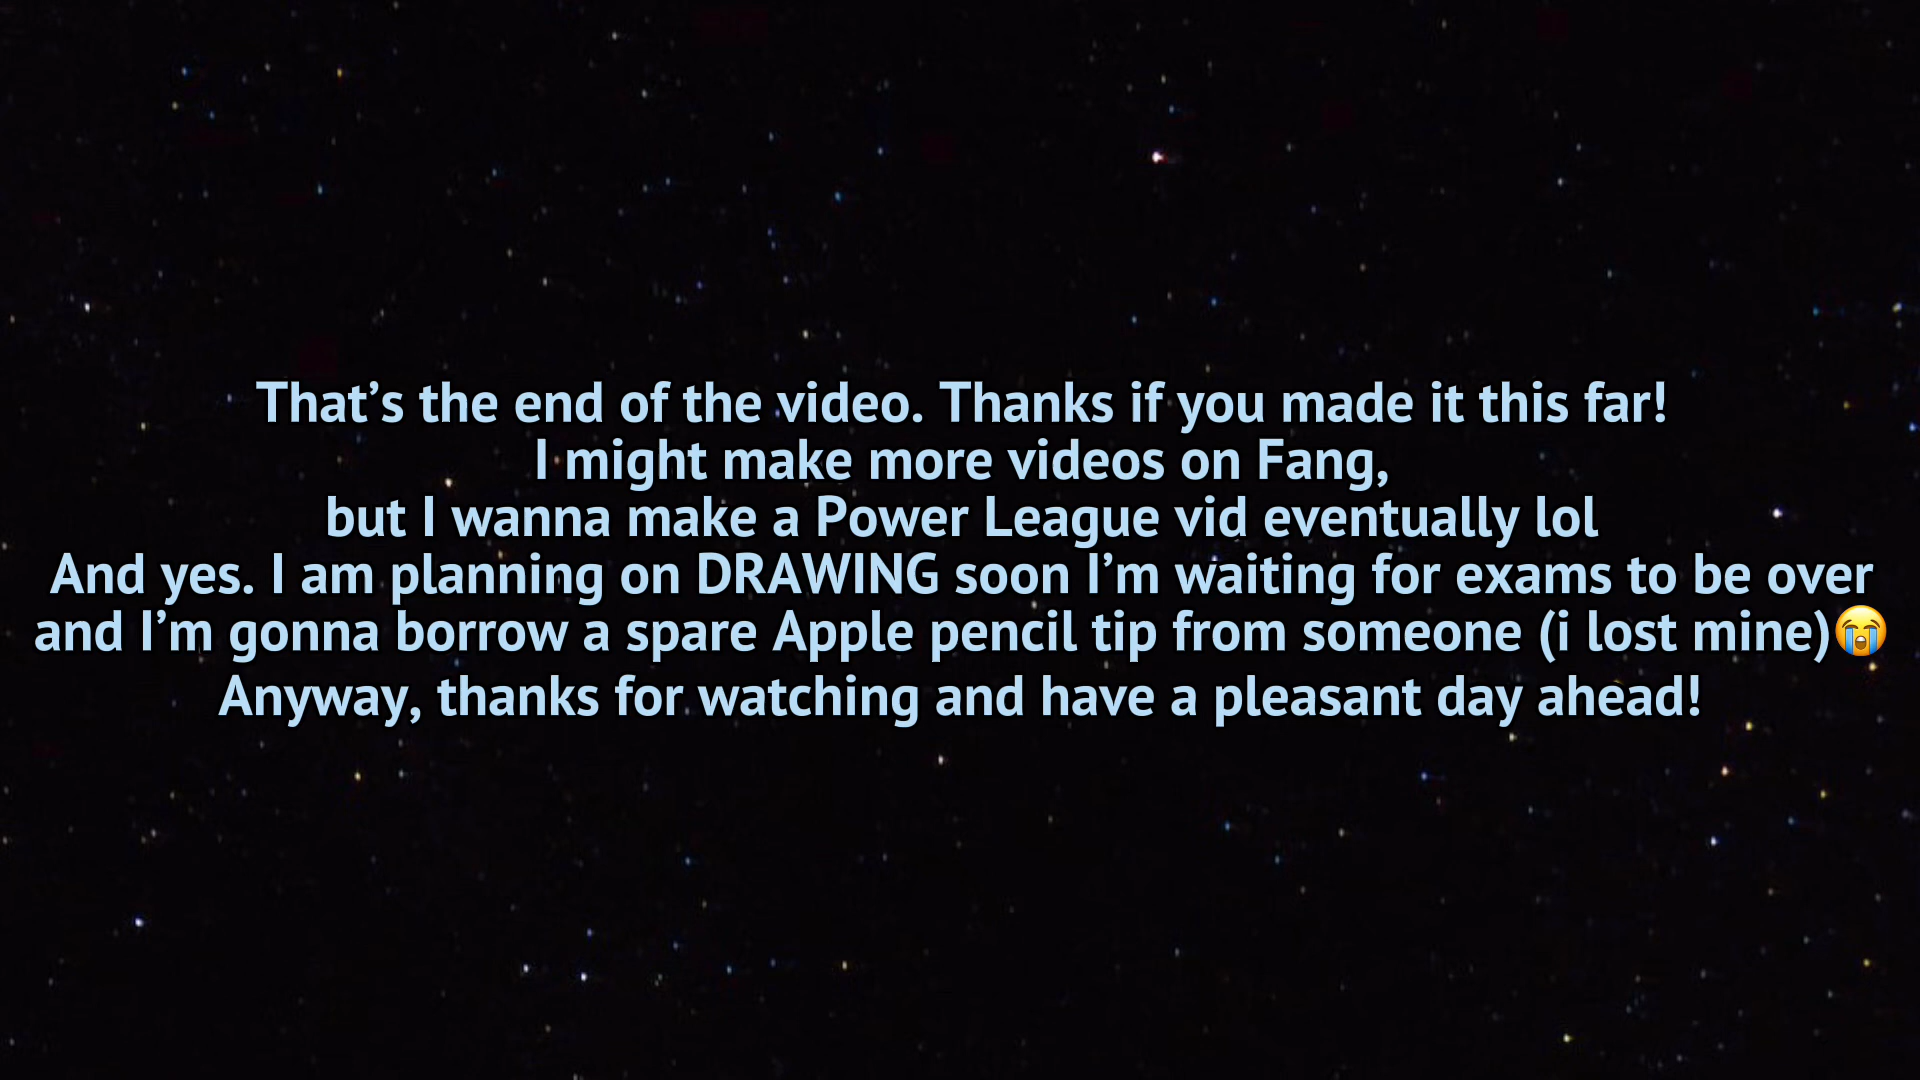 That’s the end of the video. Thanks if you made it this far!
I might make more videos on Fang,
but I wanna make a Power League vid eventually lol
And yes. I am planning on DRAWING soon I’m waiting for exams to be over
and I’m gonna borrow a spare Apple pencil tip from someone (i lost mine)😭
Anyway, thanks for watching and have a pleasant day ahead!